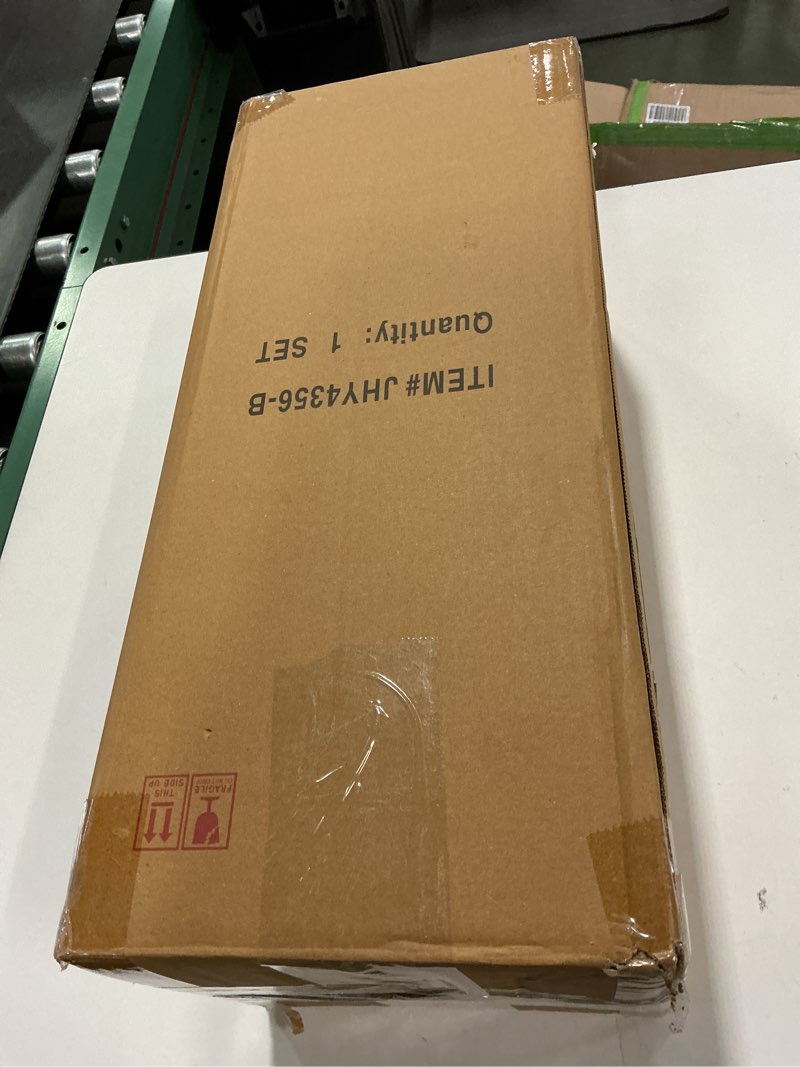 ITEM# JHY4356-B
Quantity: 1 SET
FRAGILE
THIS
SIDE UP